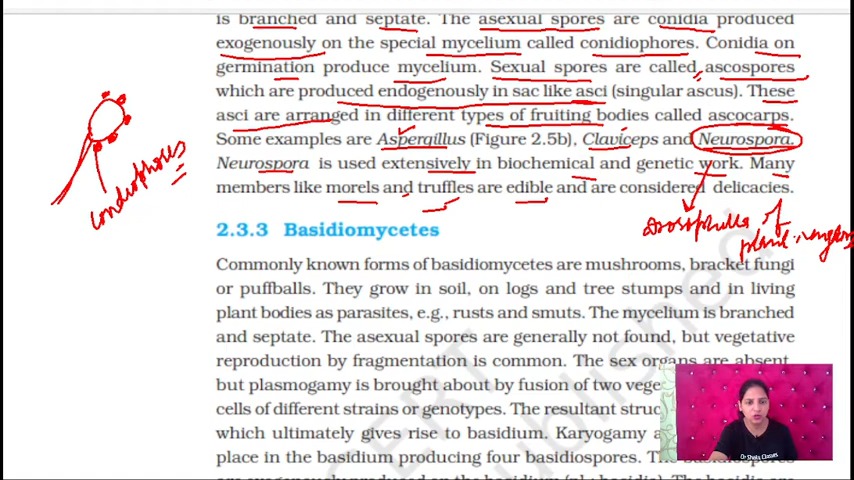 is branched and septate. The asexual spores are conidia produced
exogenously on the special mycelium called conidiophores. Conidia on
germination produce mycelium. Sexual spores are called ascospores
which are produced endogenously in sac like asci (singular ascus). These
asci are arranged in different types of fruiting bodies called ascocarps.
Some examples are Aspergillus (Figure 2.5b), Claviceps and Neurospora.
Neurospora is used extensively in biochemical and genetic work. Many
members like morels and truffles are edible and are considered delicacies.
conidiophores
Drosophila of
plant
2.3.3 Basidiomycetes
Commonly known forms of basidiomycetes are mushrooms, bracket fungi
or puffballs. They grow in soil, on logs and tree stumps and in living
plant bodies as parasites, e.g., rusts and smuts. The mycelium is branched
and septate. The asexual spores are generally not found, but vegetative
reproduction by fragmentation is common. The sex organs are absent,
but plasmogamy is brought about by fusion of two
cells of different strains or genotypes. The resultant
which ultimately gives rise to basidium. Karyogamy
place in the basidium producing four basidiospores.
Dr Sheila Classes